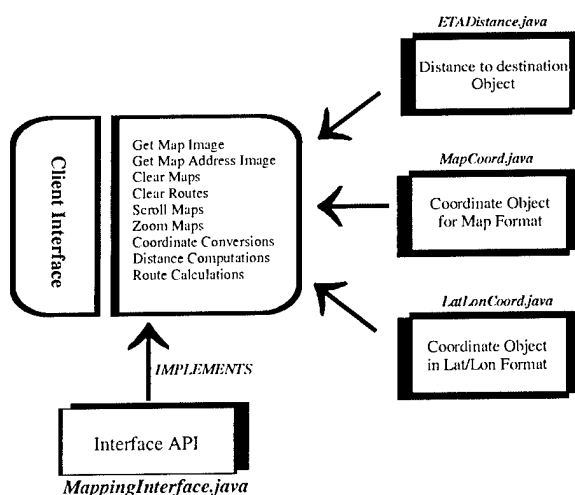 ETADistance.java
Distance to destination
Object
Client Interface
Get Map Image
Get Map Address Image
Clear Maps
Clear Routes
Scroll Maps
Zoom Maps
Coordinate Conversions
Distance Computations
Route Calculations
MapCoord.java
Coordinate Object
for Map Format
LatLonCoord.java
Coordinate Object
in Lat/Lon Format
IMPLEMENTS
Interface API
MappingInterface.java